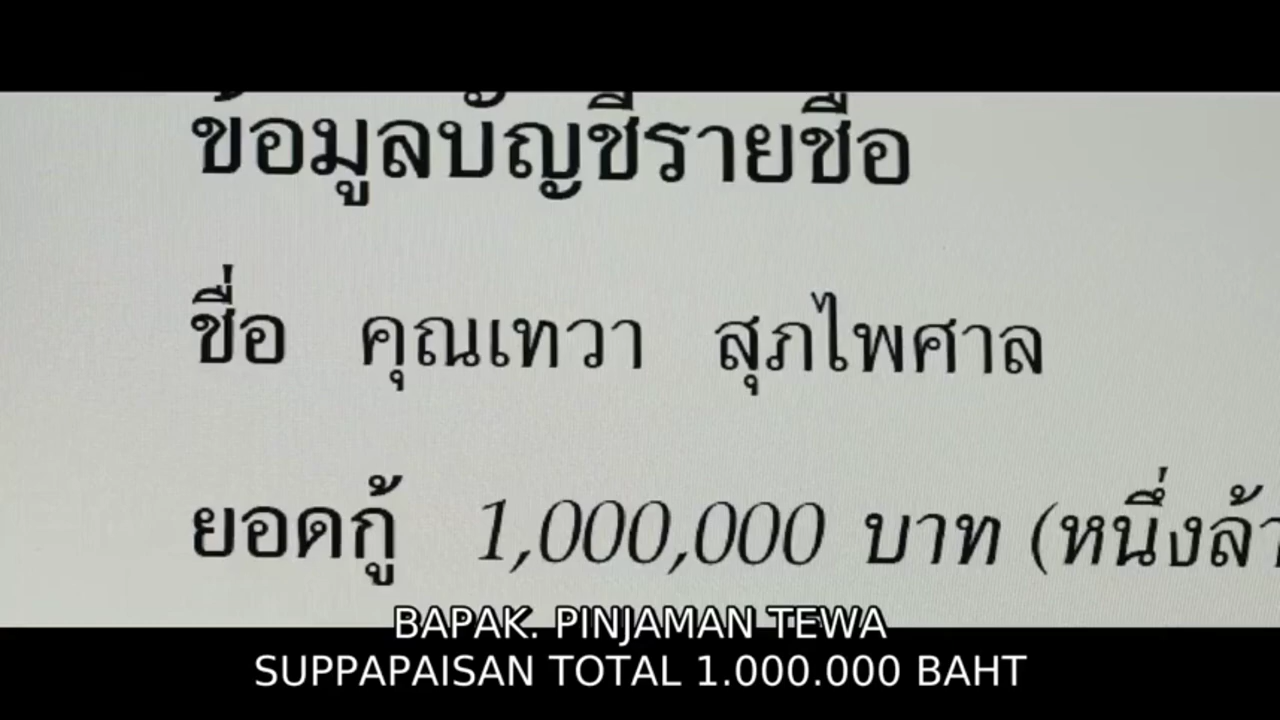 ข้อมูลบัญชีรายชื่อ
ชื่อ คุณเทวา สุภไพศาล
ยอดกู้ 1,000,000 บาท (หนึ่งล้า
BAPAK. PINJAMAN TEWA
SUPPAPAISAN TOTAL 1.000.000 BAHT